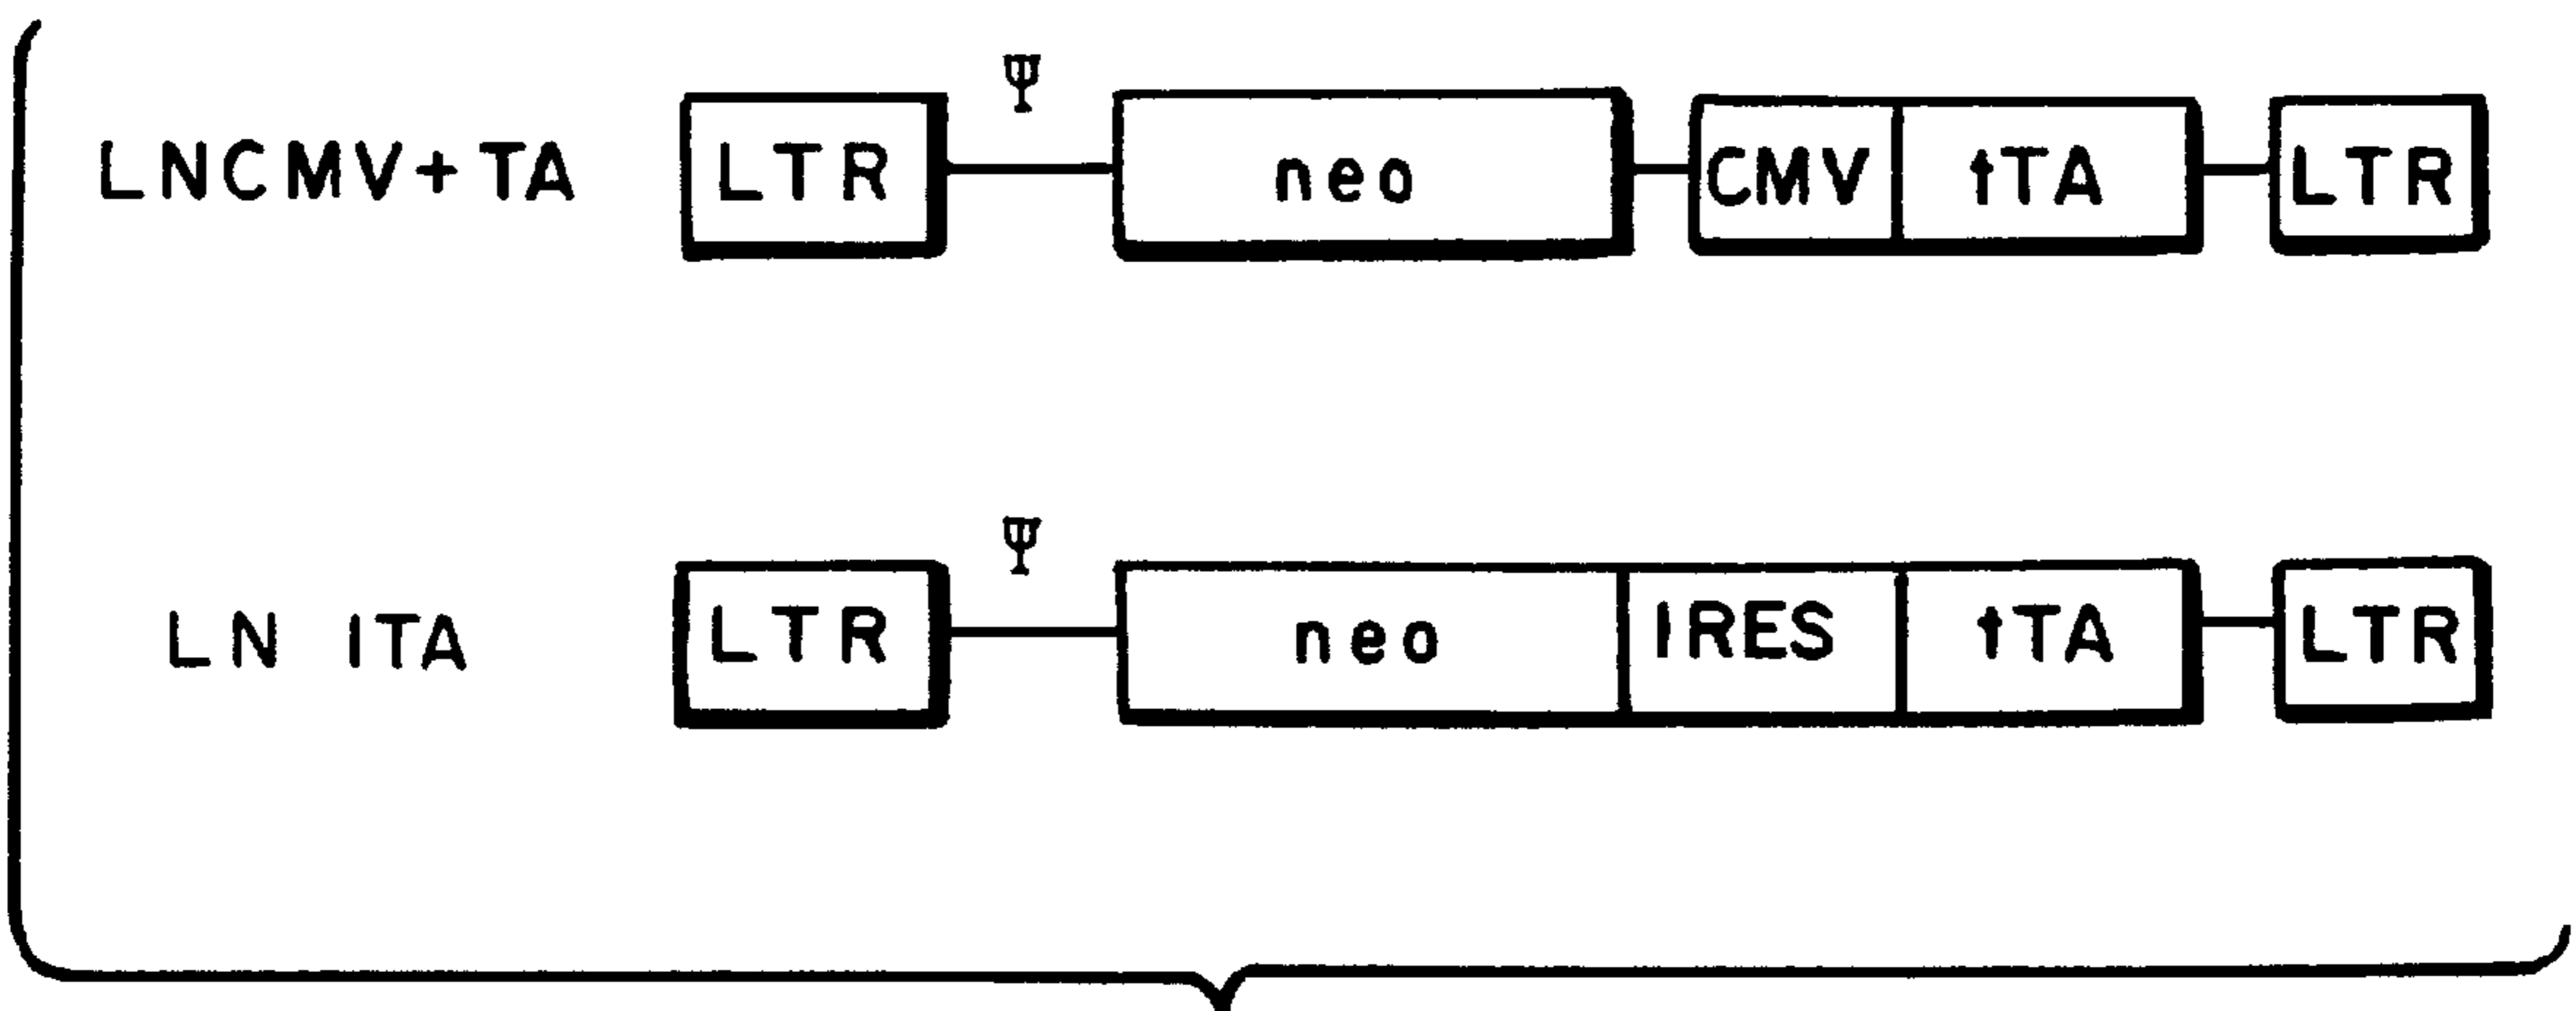 Ψ
LNCMV+TA LTR neo CMV tTA LTR
Ψ
LN ITA LTR neo IRES tTA LTR